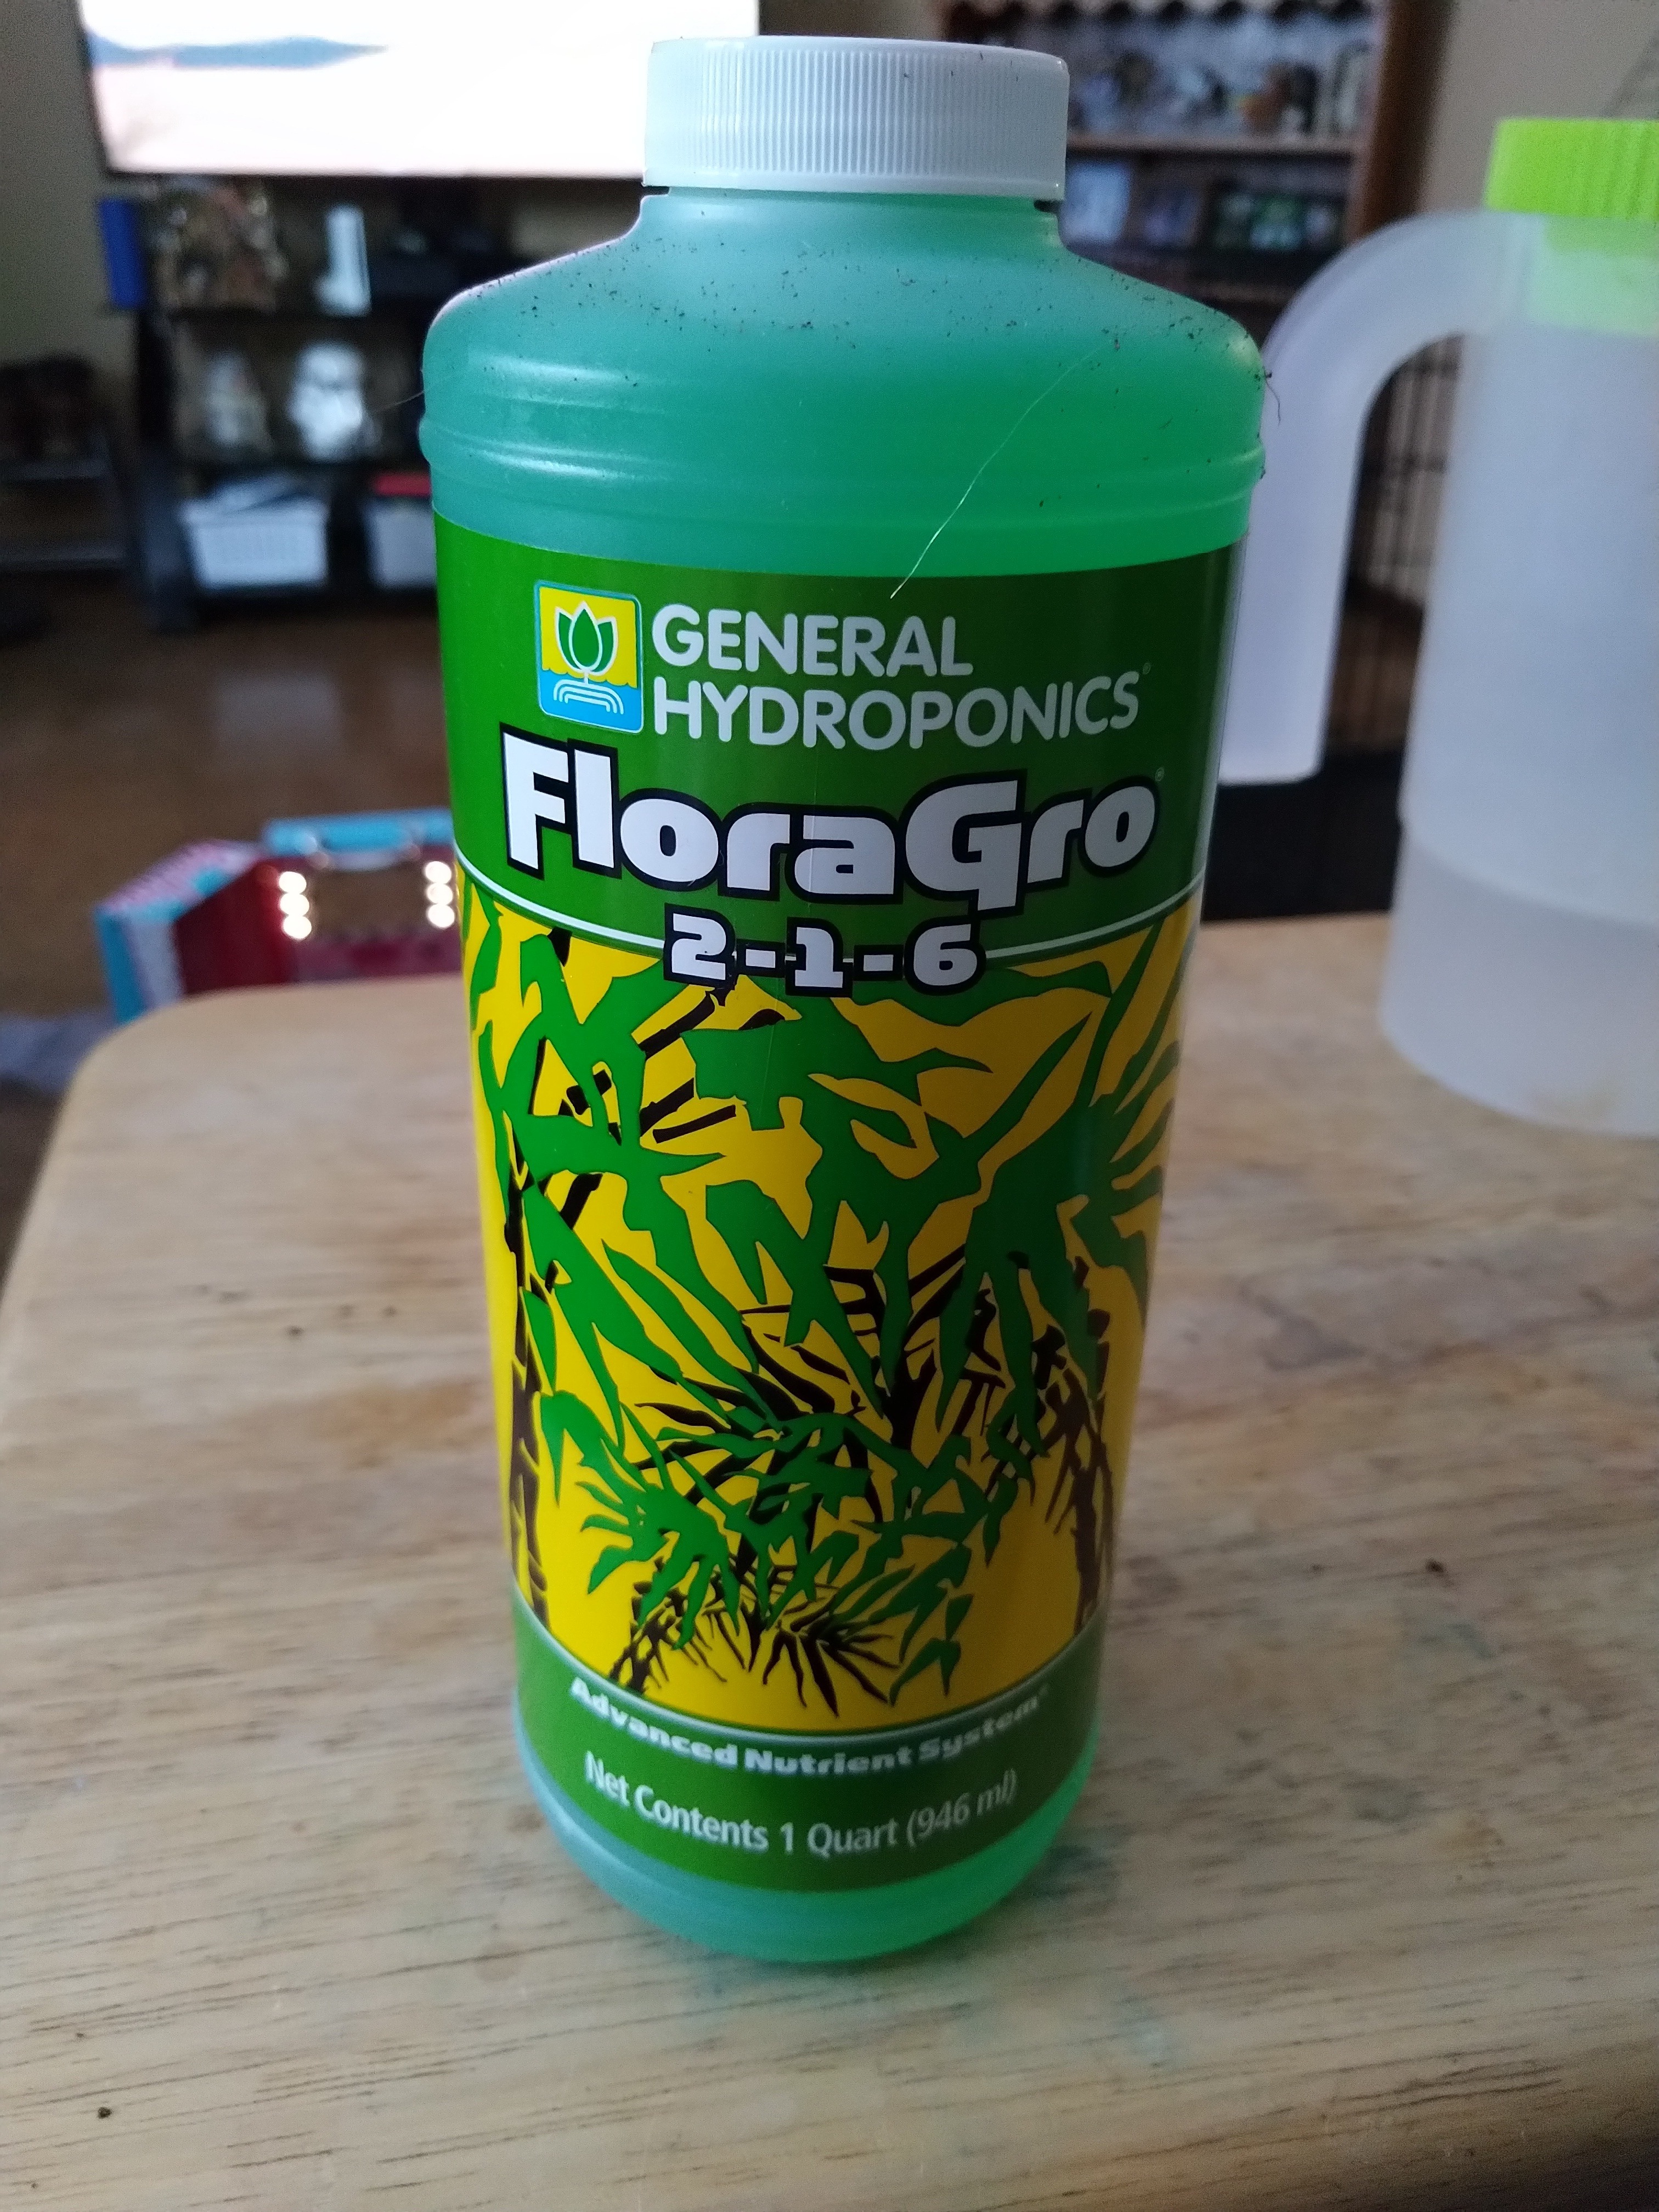 GENERAL
HYDROPONICS
FloraGro
2-1-6
Advanced Nutrient System
Net Contents 1 Quart (946 ml)